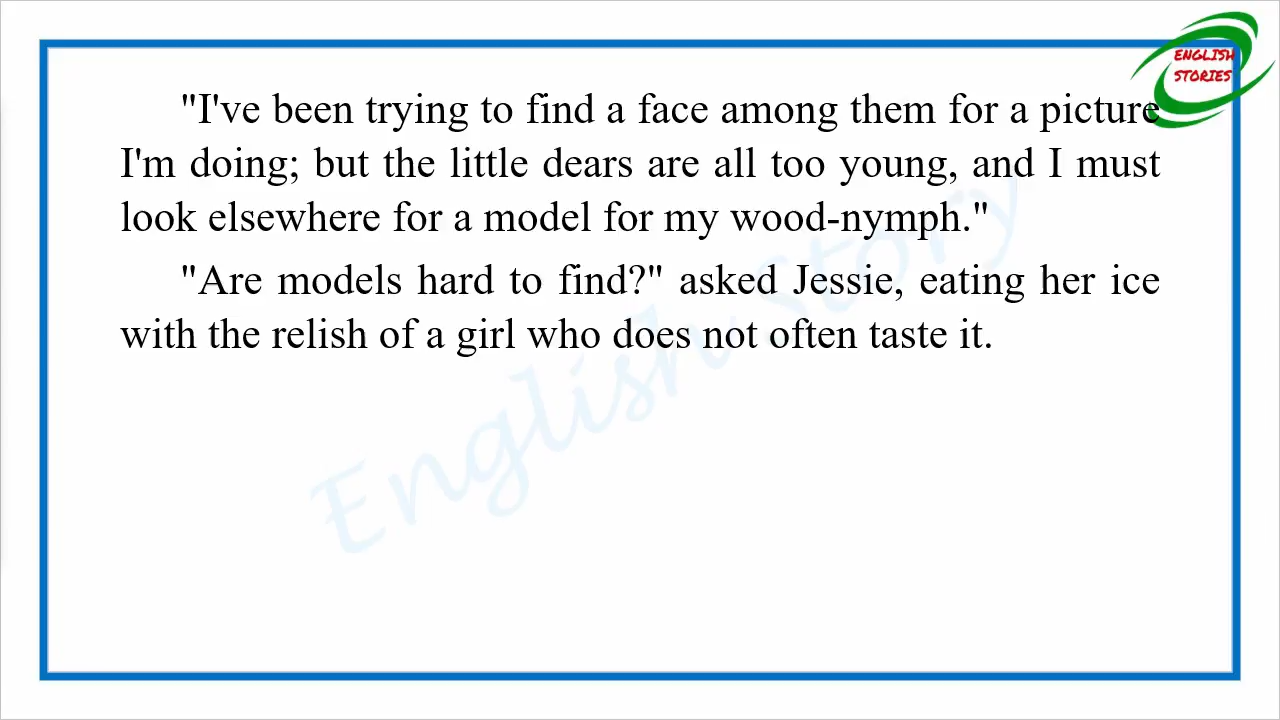 ENGLISH
STORIES
"I've been trying to find a face among them for a picture
I'm doing; but the little dears are all too young, and I must
look elsewhere for a model for my wood-nymph."
"Are models hard to find?" asked Jessie, eating her ice
with the relish of a girl who does not often taste it.
English Story